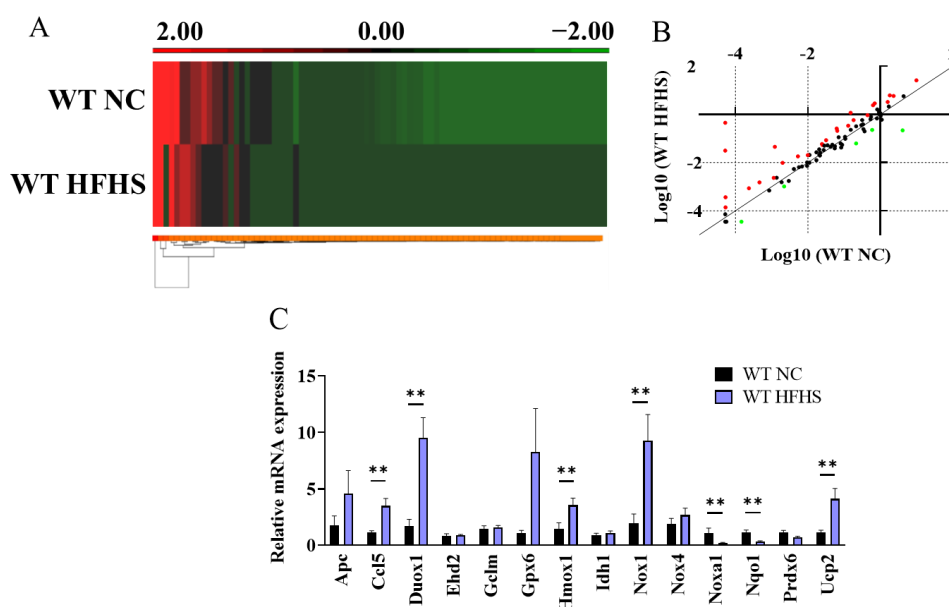 A
2.00 0.00 −2.00
WT NC
WT HFHS
B
-4 -2
2
-2
-4
Log10 (WT HFHS)
Log10 (WT NC)
C
Relative mRNA expression
15
10
5
0
** ** ** ** ** ** **
WT NC
WT HFHS
Apc
Ccl5
Duox1
Ehd2
Gclm
Gpx6
Hmox1
Idh1
Nox1
Nox4
Noxa1
Nqo1
Prdx6
Ucp2